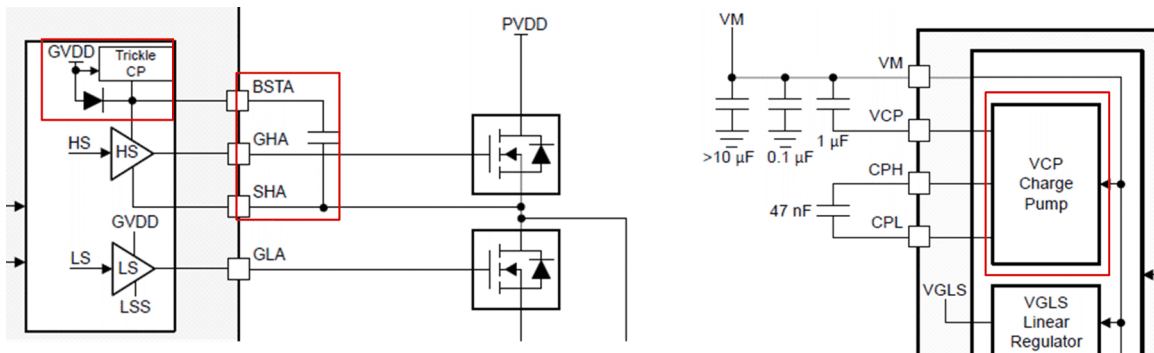 GVDD
Trickle
CP
PVDD
BSTA
HS
HS
GHA
SHA
GVDD
LS
LS
GLA
LSS
VM
VM
VCP
>10 µF
0.1 µF
1 µF
CPH
47 nF
CPL
VCP
Charge
Pump
VGLS
VGLS
Linear
Regulator